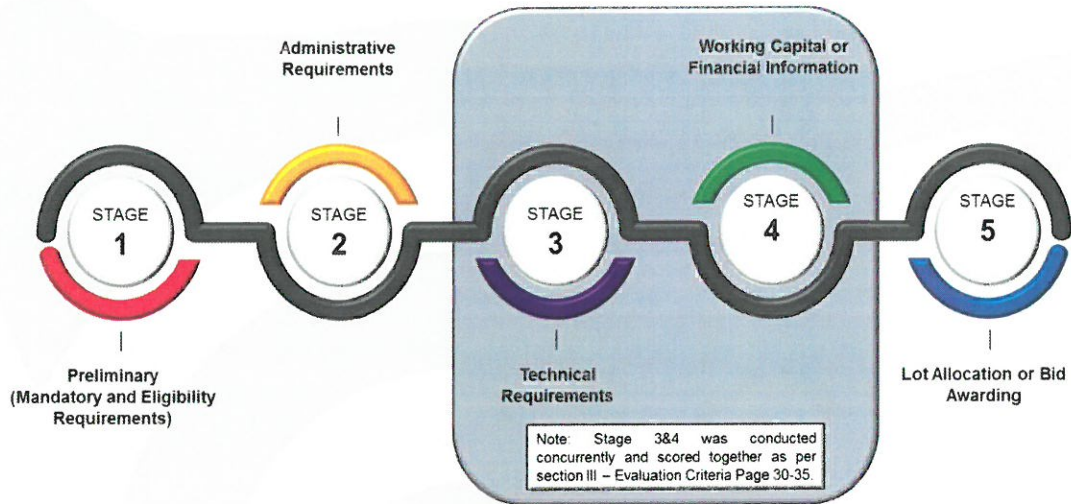 Administrative
Requirements
Working Capital or
Financial Information
STAGE
1
STAGE
2
STAGE
3
STAGE
4
STAGE
5
Preliminary
(Mandatory and Eligibility
Requirements)
Technical
Requirements
Lot Allocation or Bid
Awarding
Note: Stage 3&4 was conducted
concurrently and scored together as per
section III – Evaluation Criteria Page 30-35.